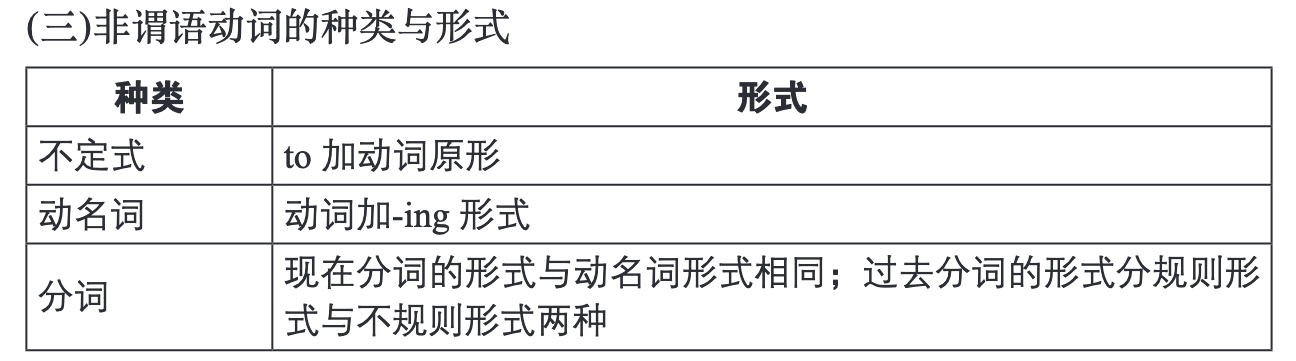 (三)非谓语动词的种类与形式
种类 形式
不定式 to 加动词原形
动名词 动词加-ing 形式
分词 现在分词的形式与动名词形式相同；过去分词的形式分规则形
式与不规则形式两种